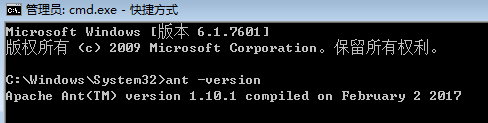 管理员: cmd.exe - 快捷方式
Microsoft Windows [版本 6.1.7601]
版权所有 (c) 2009 Microsoft Corporation。保留所有权利。
C:\Windows\System32>ant -version
Apache Ant(TM) version 1.10.1 compiled on February 2 2017